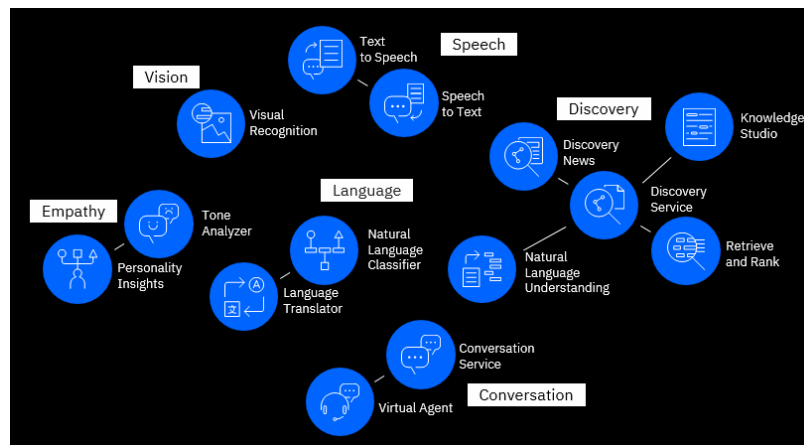 Text
to Speech
Speech
Vision
Visual
Recognition
Speech
to Text
Discovery
Knowledge
Studio
Discovery
News
Discovery
Service
Empathy
Tone
Analyzer
Personality
Insights
Language
Natural
Language
Classifier
A
文
Language
Translator
Natural
Language
Understanding
Retrieve
and Rank
Conversation
Service
Virtual Agent
Conversation